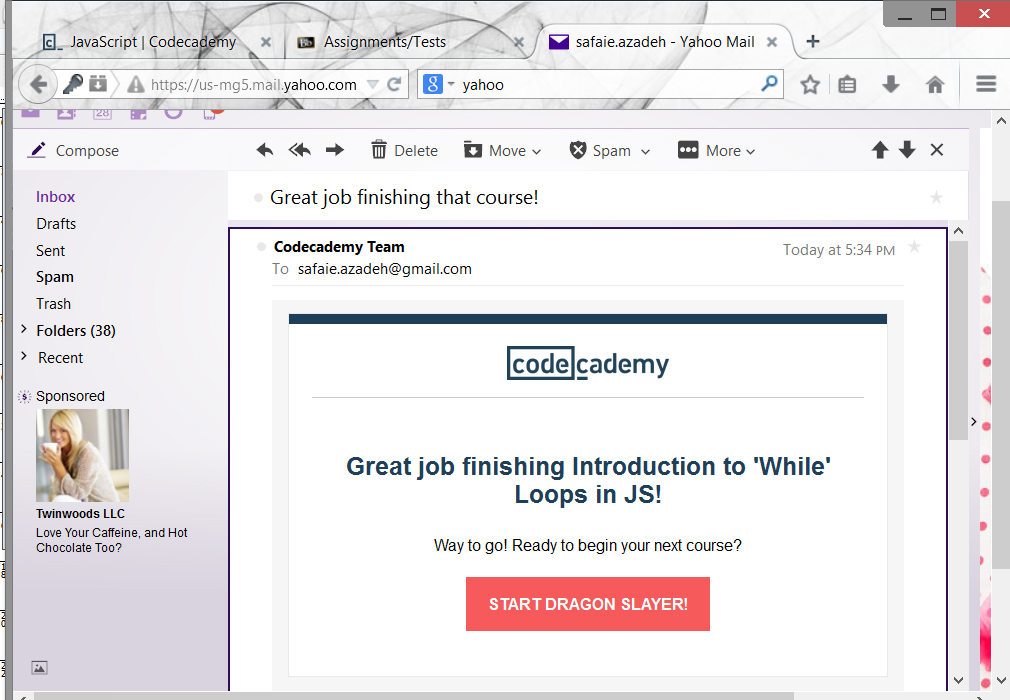 JavaScript | Codecademy
Assignments/Tests
safaie.azadeh - Yahoo Mail
https://us-mg5.mail.yahoo.com
yahoo
28
Compose
Delete
Move
Spam
More
Inbox
Drafts
Sent
Spam
Trash
Folders (38)
Recent
Sponsored
Twinwoods LLC
Love Your Caffeine, and Hot
Chocolate Too?
Great job finishing that course!
Codecademy Team
Today at 5:34 PM
To safaie.azadeh@gmail.com
codecademy
Great job finishing Introduction to 'While'
Loops in JS!
Way to go! Ready to begin your next course?
START DRAGON SLAYER!